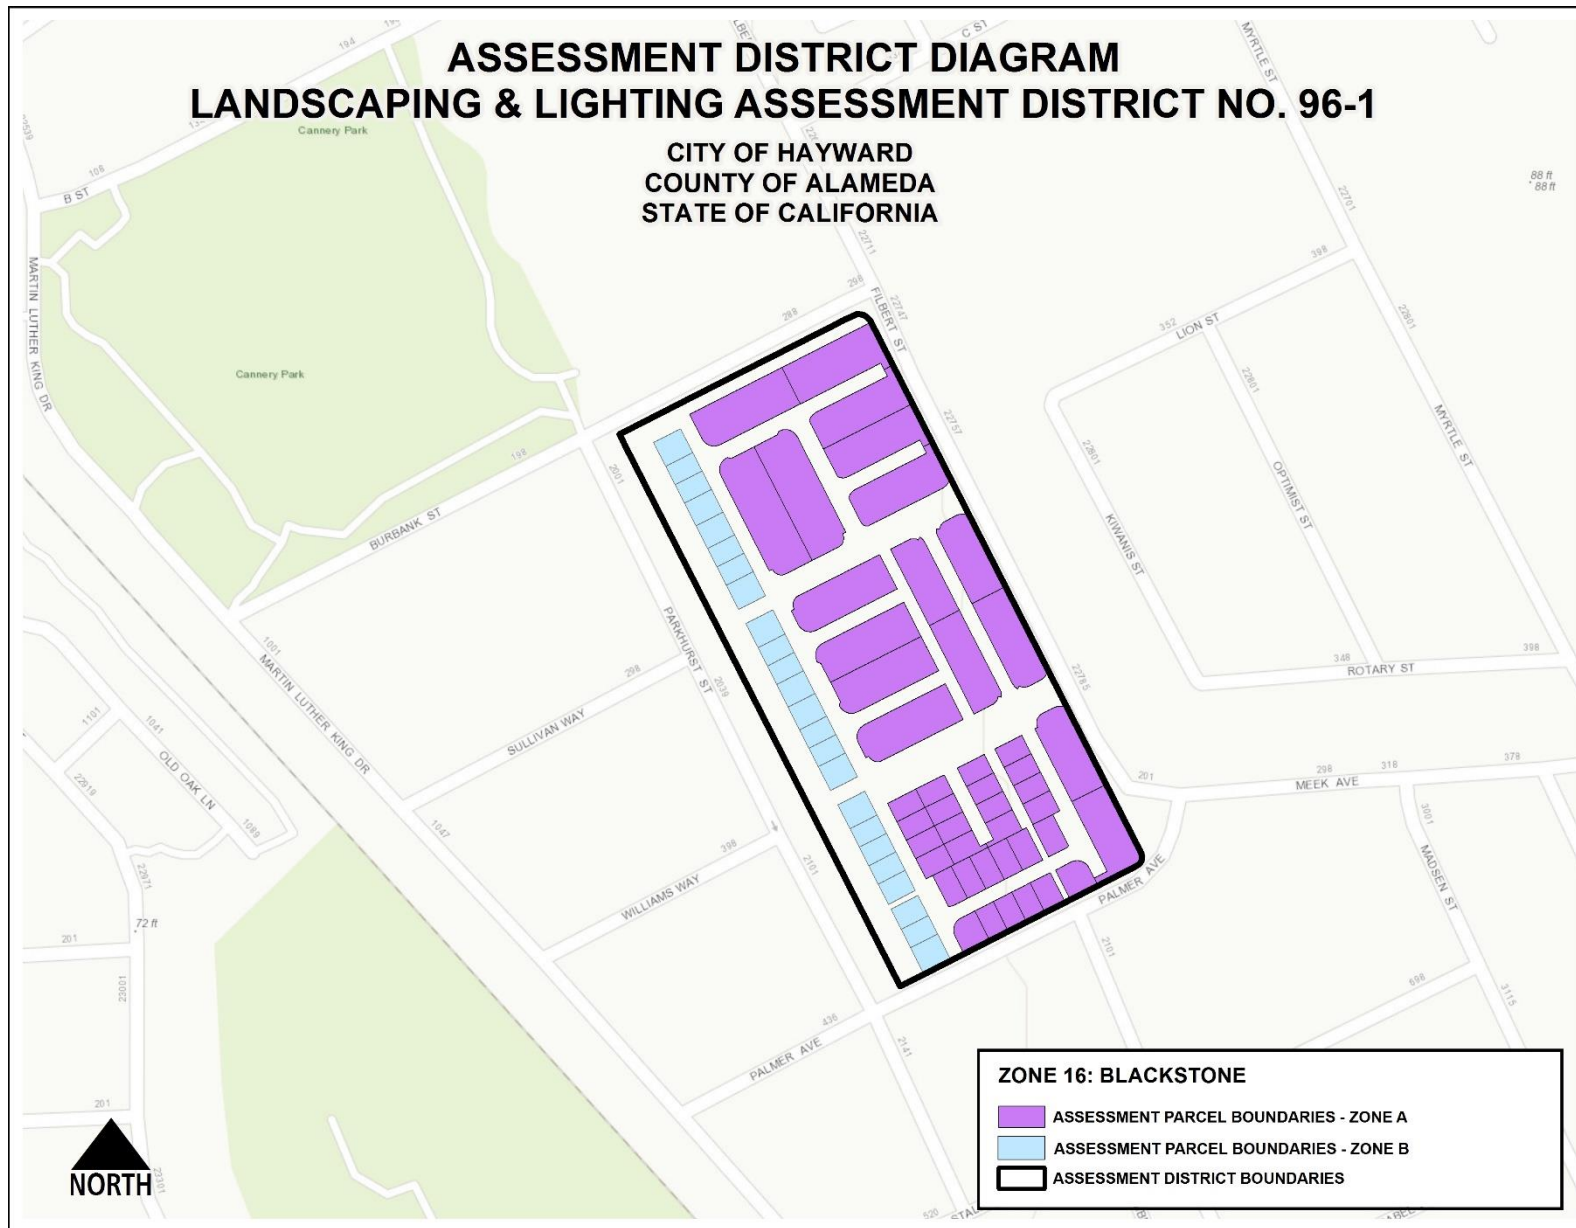 ASSESSMENT DISTRICT DIAGRAM
LANDSCAPING & LIGHTING ASSESSMENT DISTRICT NO. 96-1
CITY OF HAYWARD
COUNTY OF ALAMEDA
STATE OF CALIFORNIA
194
C ST
MYRTLE ST
Cannery Park
22539
108
B ST
88 ft
88 ft
22701
22711
398
298
FILBERT ST
22747
288
MARTIN LUTHER KING DR
352
LION ST
22801
Cannery Park
22801
22757
MYRTLE ST
198
2001
22801
OPTIMIST ST
BURBANK ST
KIWANIS ST
1001
MARTIN LUTHER KING DR
PARKHURST ST
298
2039
22785
348
398
ROTARY ST
1101
1041
OLD OAK LN
SULLIVAN WAY
22919
1089
1047
201
298
318
378
MEEK AVE
398
2101
3001
MADSEN ST
22971
WILLIAMS WAY
PALMER AVE
72 ft
201
2101
23001
698
3115
436
PALMER AVE
2141
201
23301
520
NORTH
ZONE 16: BLACKSTONE
ASSESSMENT PARCEL BOUNDARIES - ZONE A
ASSESSMENT PARCEL BOUNDARIES - ZONE B
ASSESSMENT DISTRICT BOUNDARIES